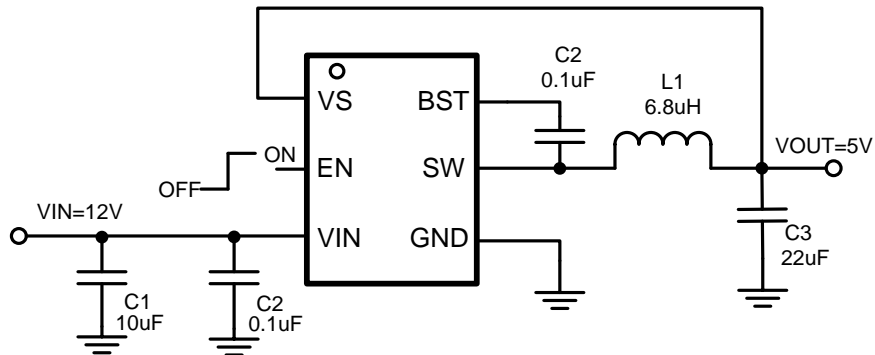 C2
0.1uF
L1
6.8uH
VS
BST
ON
EN
SW
VOUT=5V
OFF
VIN=12V
VIN
GND
C3
22uF
C1
10uF
C2
0.1uF